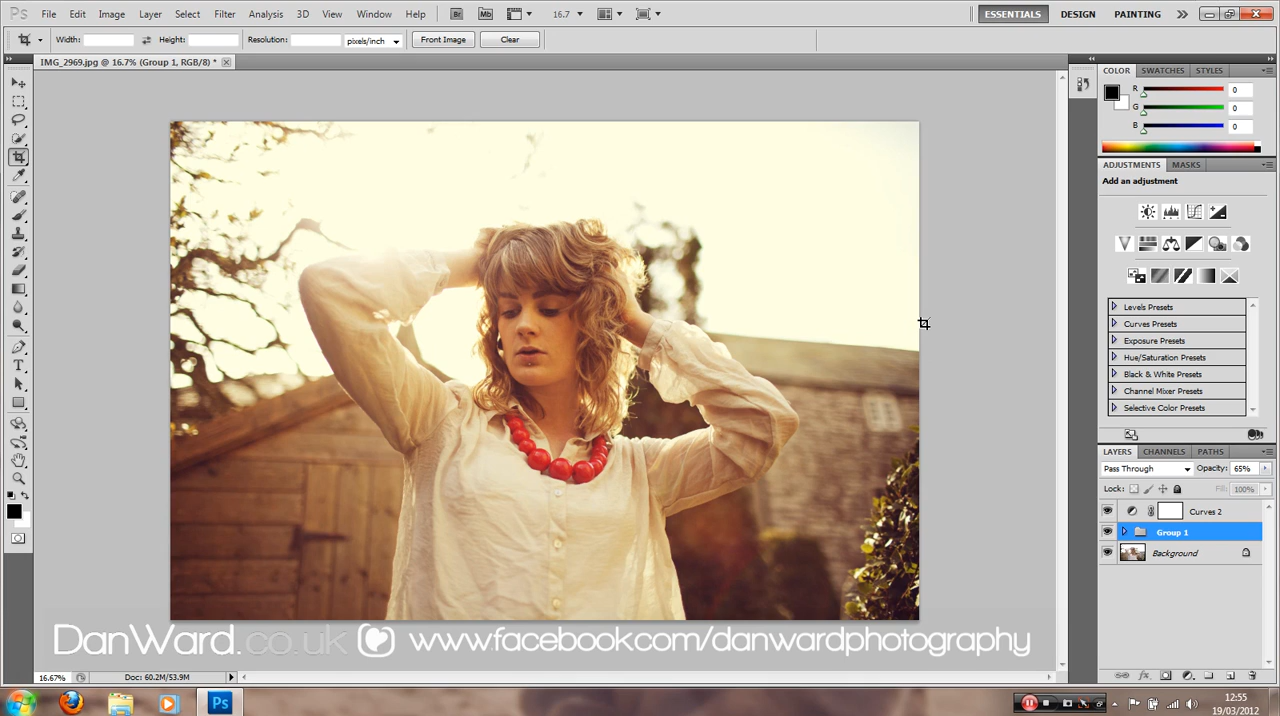 Ps File Edit Image Layer Select Filter Analysis 3D View Window Help Br Mb 16.7 ESSENTIALS DESIGN PAINTING
Width: Height: Resolution: pixels/inch Front Image Clear
IMG_2969.jpg @ 16.7% (Group 1, RGB/8) *
COLOR SWATCHES STYLES
R 0
G 0
B 0
ADJUSTMENTS MASKS
Add an adjustment
Levels Presets
Curves Presets
Exposure Presets
Hue/Saturation Presets
Black & White Presets
Channel Mixer Presets
Selective Color Presets
LAYERS CHANNELS PATHS
Pass Through Opacity: 65%
Lock: Fill: 100%
Curves 2
Group 1
Background
DanWard.co.uk www.facebook.com/danwardphotography
16.67% Doc: 60.2M/53.9M
Ps
12:55
19/03/2012